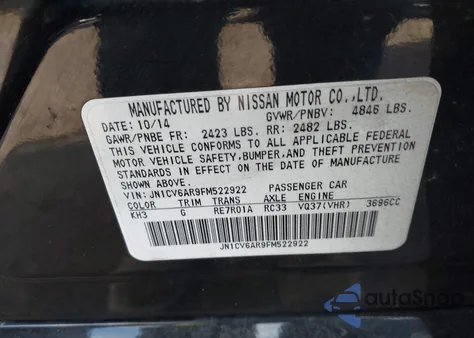 MANUFACTURED BY NISSAN MOTOR CO.,LTD.
DATE: 10/14 GVWR/PNBV: 4846 LBS.
GAWR/PNBE FR: 2423 LBS. RR: 2482 LBS.
THIS VEHICLE CONFORMS TO ALL APPLICABLE FEDERAL
MOTOR VEHICLE SAFETY, BUMPER, AND THEFT PREVENTION
STANDARDS IN EFFECT ON THE DATE OF MANUFACTURE SHOWN ABOVE.
VIN: JN1CV6AR9FM522922 PASSENGER CAR
COLOR TRIM TRANS AXLE ENGINE
KH3 G RE7R01A RC33 VQ37(VHR) 3696CC
JN1CV6AR9FM522922
autoSnap